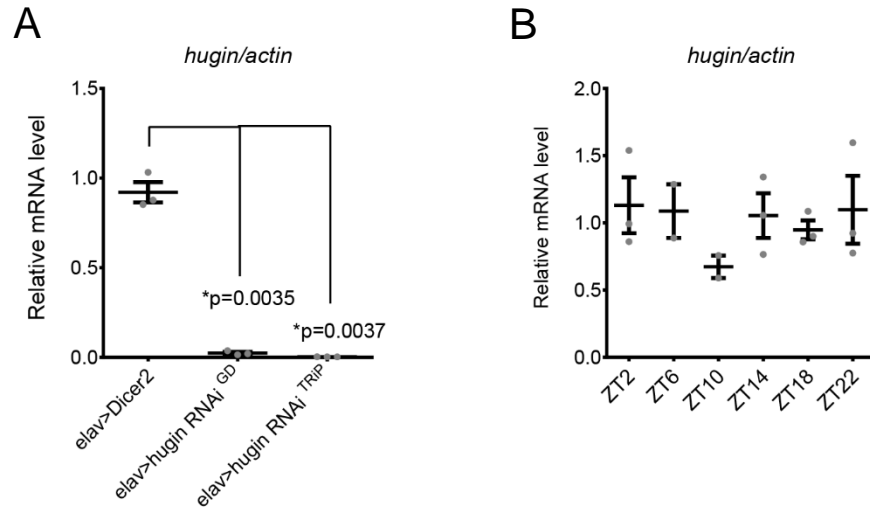 A
hugin/actin
Relative mRNA level
1.5
1.0
0.5
0.0
*p=0.0035
*p=0.0037
elav>Dicer2
elav>hugin RNAi GD
elav>hugin RNAi TRiP
B
hugin/actin
Relative mRNA level
2.0
1.5
1.0
0.5
0.0
ZT2
ZT6
ZT10
ZT14
ZT18
ZT22